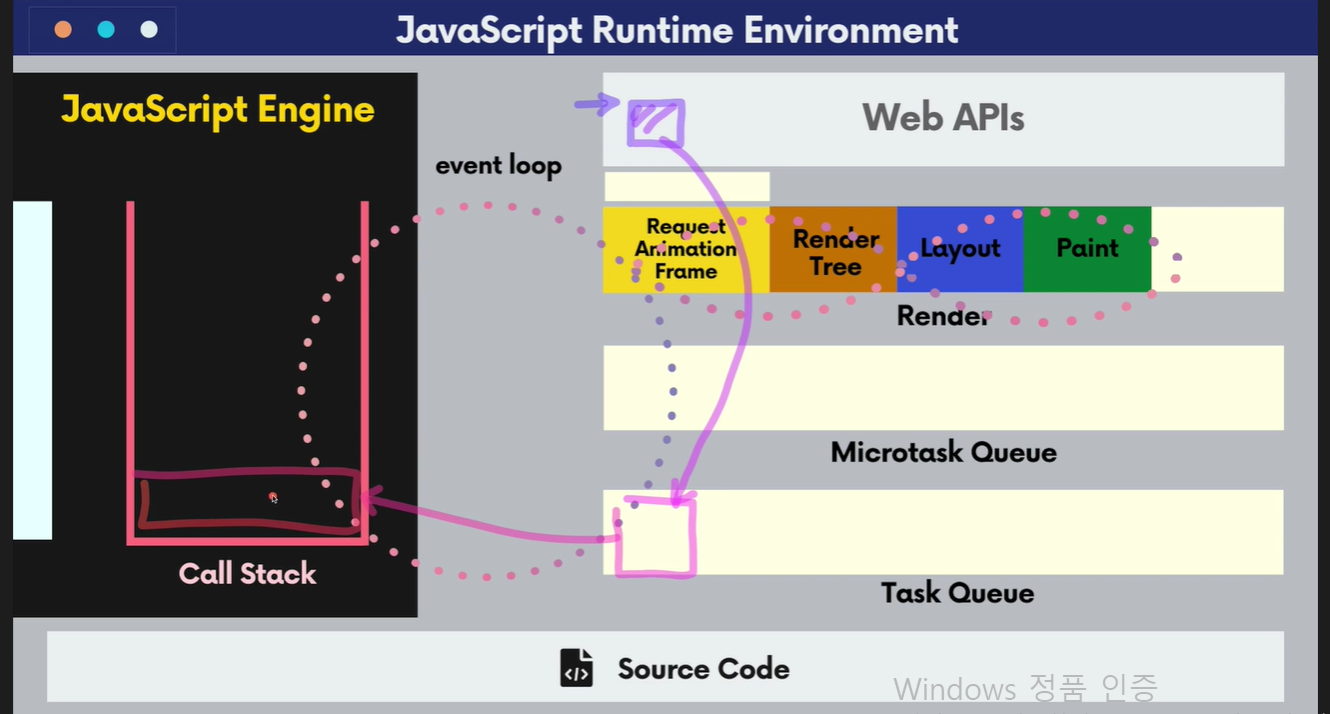 JavaScript Runtime Environment
JavaScript Engine
Web APIs
event loop
Request
Animation
Frame
Render
Tree
Layout
Paint
Render
Microtask Queue
Call Stack
Task Queue
</> Source Code
Windows 정품 인증